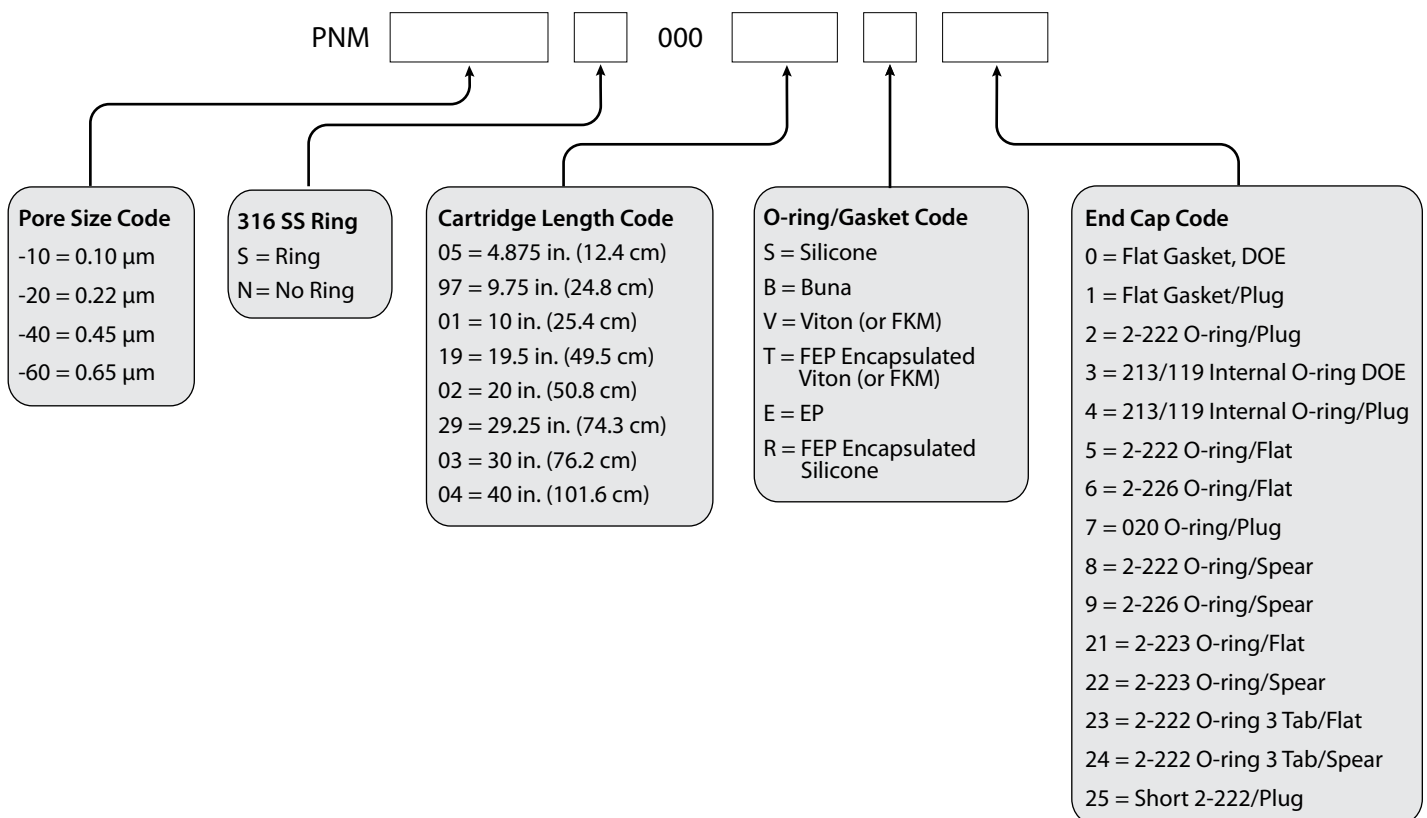 PNM 000
Pore Size Code
-10 = 0.10 µm
-20 = 0.22 µm
-40 = 0.45 µm
-60 = 0.65 µm
316 SS Ring
S = Ring
N = No Ring
Cartridge Length Code
05 = 4.875 in. (12.4 cm)
97 = 9.75 in. (24.8 cm)
01 = 10 in. (25.4 cm)
19 = 19.5 in. (49.5 cm)
02 = 20 in. (50.8 cm)
29 = 29.25 in. (74.3 cm)
03 = 30 in. (76.2 cm)
04 = 40 in. (101.6 cm)
O-ring/Gasket Code
S = Silicone
B = Buna
V = Viton (or FKM)
T = FEP Encapsulated
Viton (or FKM)
E = EP
R = FEP Encapsulated
Silicone
End Cap Code
0 = Flat Gasket, DOE
1 = Flat Gasket/Plug
2 = 2-222 O-ring/Plug
3 = 213/119 Internal O-ring DOE
4 = 213/119 Internal O-ring/Plug
5 = 2-222 O-ring/Flat
6 = 2-226 O-ring/Flat
7 = 020 O-ring/Plug
8 = 2-222 O-ring/Spear
9 = 2-226 O-ring/Spear
21 = 2-223 O-ring/Flat
22 = 2-223 O-ring/Spear
23 = 2-222 O-ring 3 Tab/Flat
24 = 2-222 O-ring 3 Tab/Spear
25 = Short 2-222/Plug